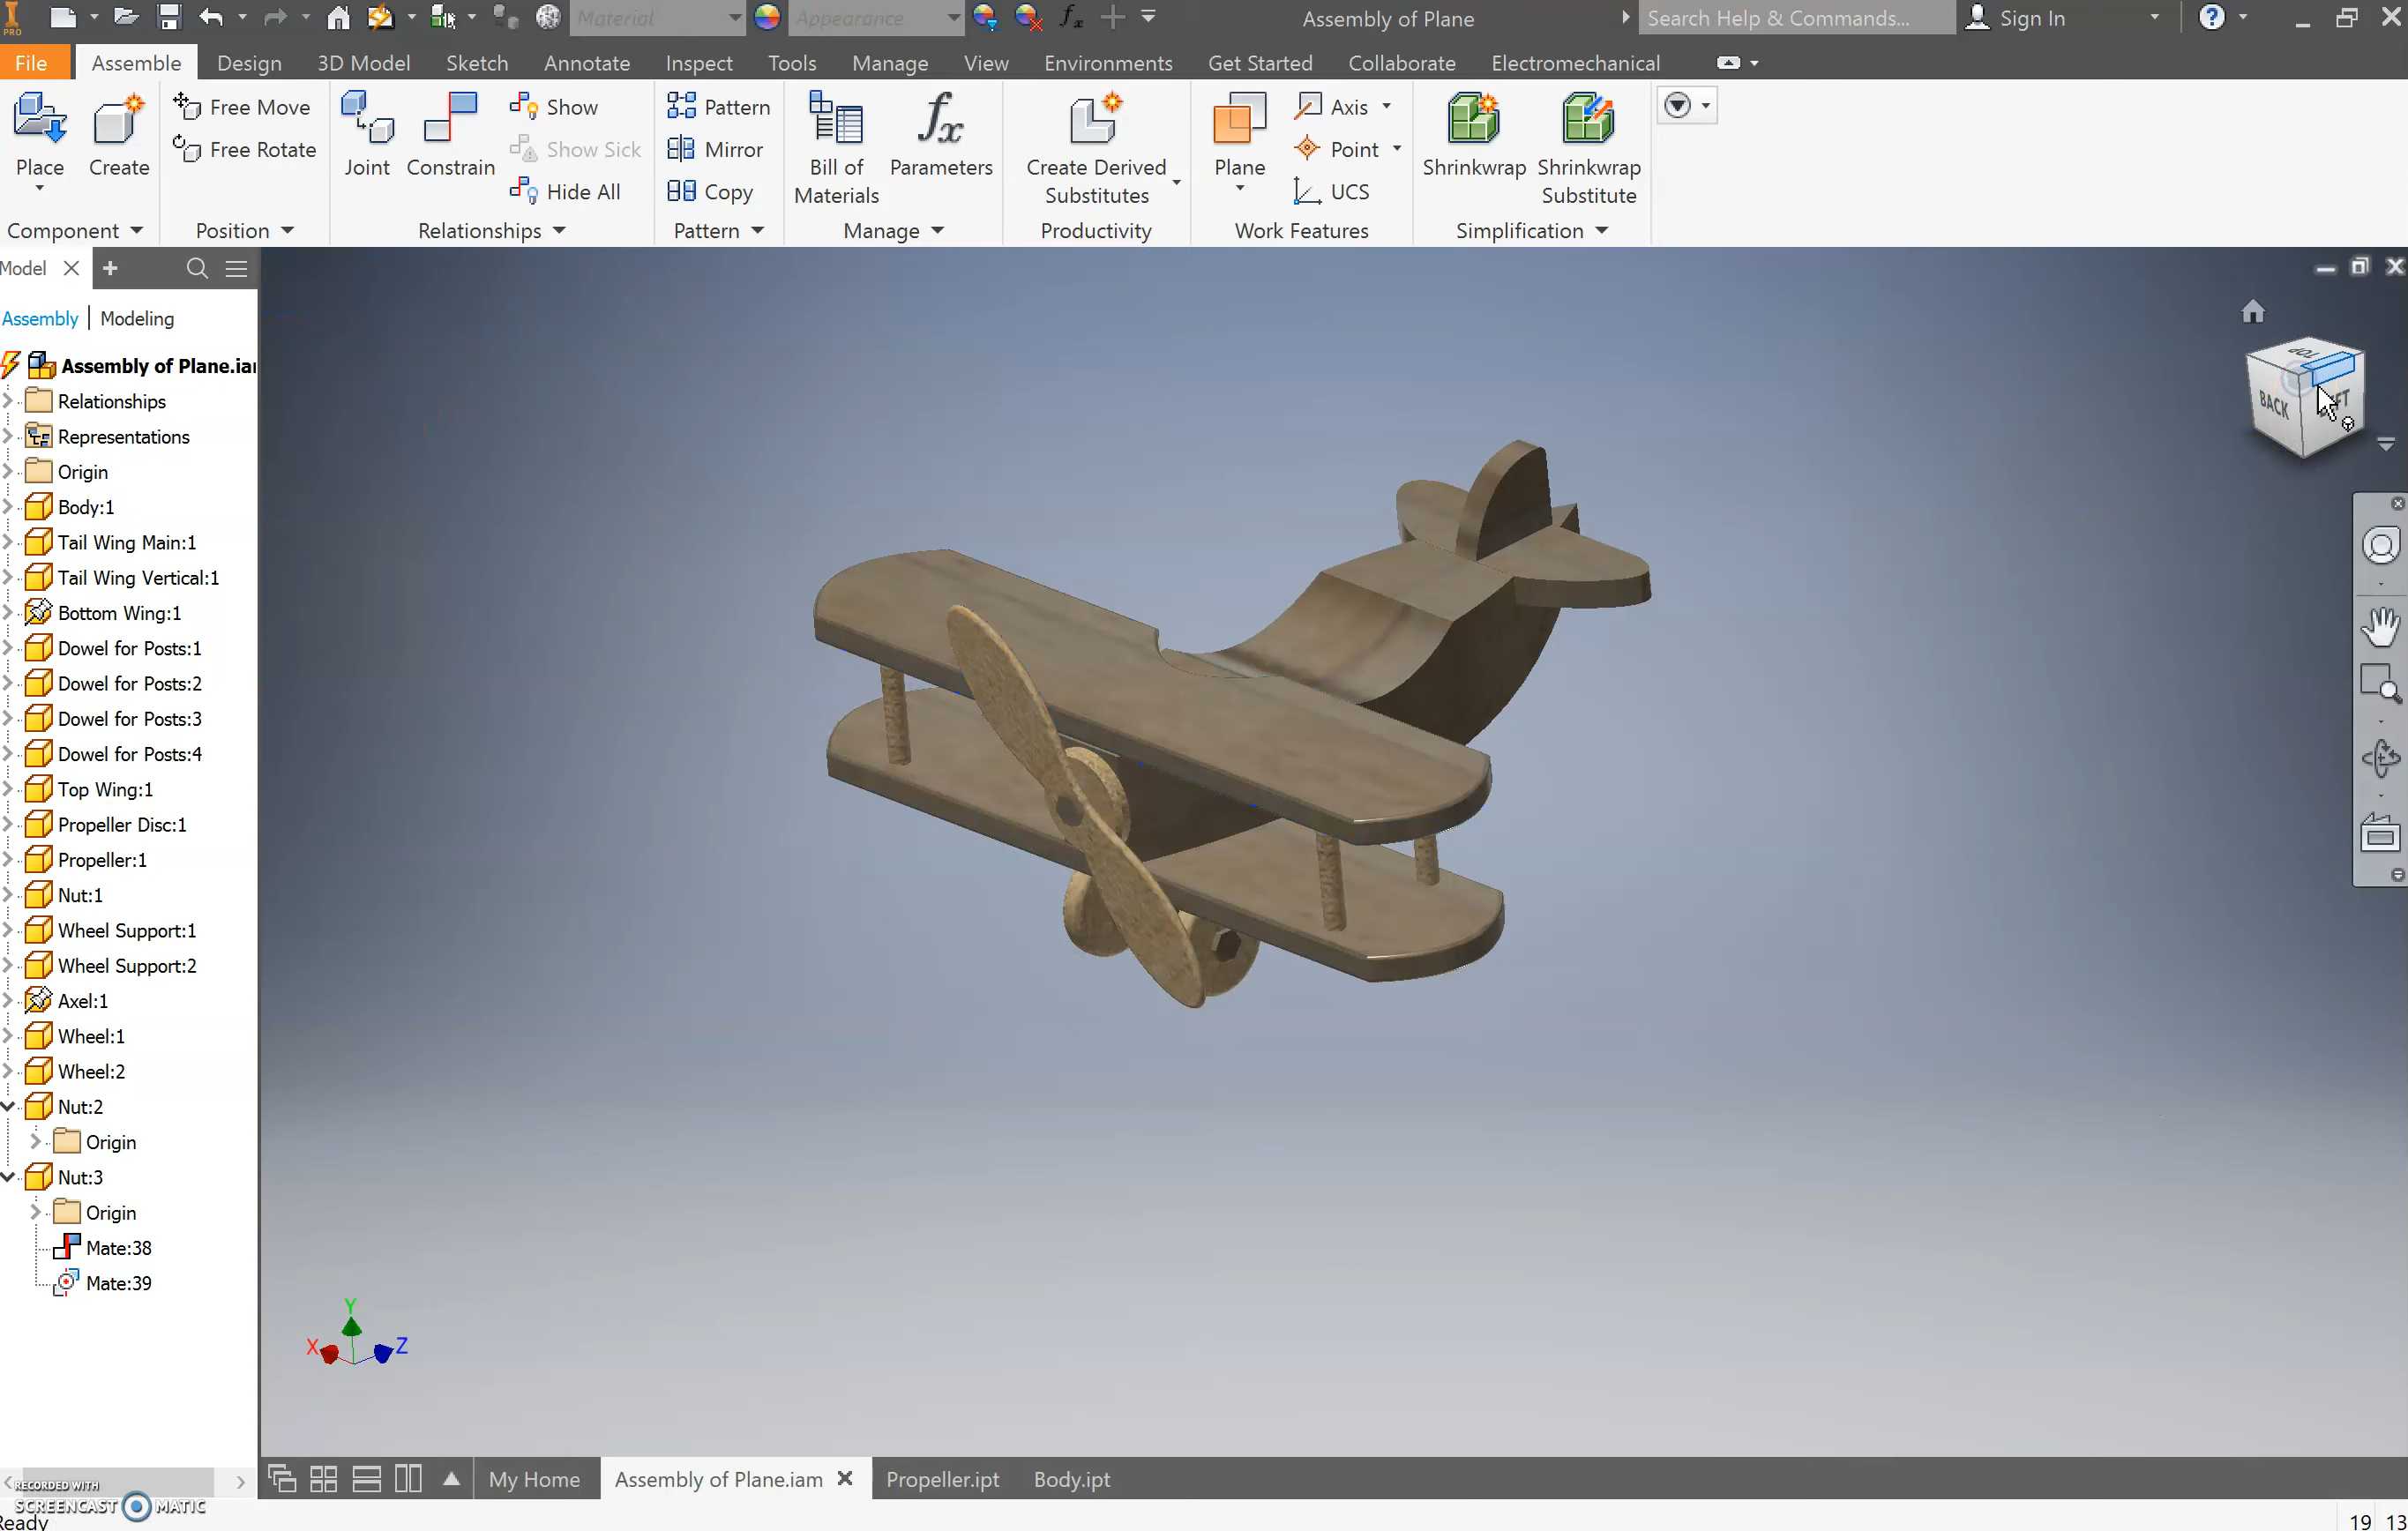 PRO
Material
Appearance
Assembly of Plane
Search Help & Commands...
Sign In
File
Assemble
Design
3D Model
Sketch
Annotate
Inspect
Tools
Manage
View
Environments
Get Started
Collaborate
Electromechanical
Place
Create
Free Move
Free Rotate
Joint
Constrain
Show
Show Sick
Hide All
Pattern
Mirror
Copy
Bill of
Materials
Parameters
Create Derived
Substitutes
Plane
Axis
Point
UCS
Shrinkwrap
Shrinkwrap
Substitute
Component
Position
Relationships
Pattern
Manage
Productivity
Work Features
Simplification
Model
Assembly
Modeling
Assembly of Plane.ia
Relationships
Representations
Origin
Body:1
Tail Wing Main:1
Tail Wing Vertical:1
Bottom Wing:1
Dowel for Posts:1
Dowel for Posts:2
Dowel for Posts:3
Dowel for Posts:4
Top Wing:1
Propeller Disc:1
Propeller:1
Nut:1
Wheel Support:1
Wheel Support:2
Axel:1
Wheel:1
Wheel:2
Nut:2
Origin
Nut:3
Origin
Mate:38
Mate:39
TOP
BACK
Y
X
Z
My Home
Assembly of Plane.iam
Propeller.ipt
Body.ipt
RECORDED WITH
SCREENCAST MATIC
Ready
19 13